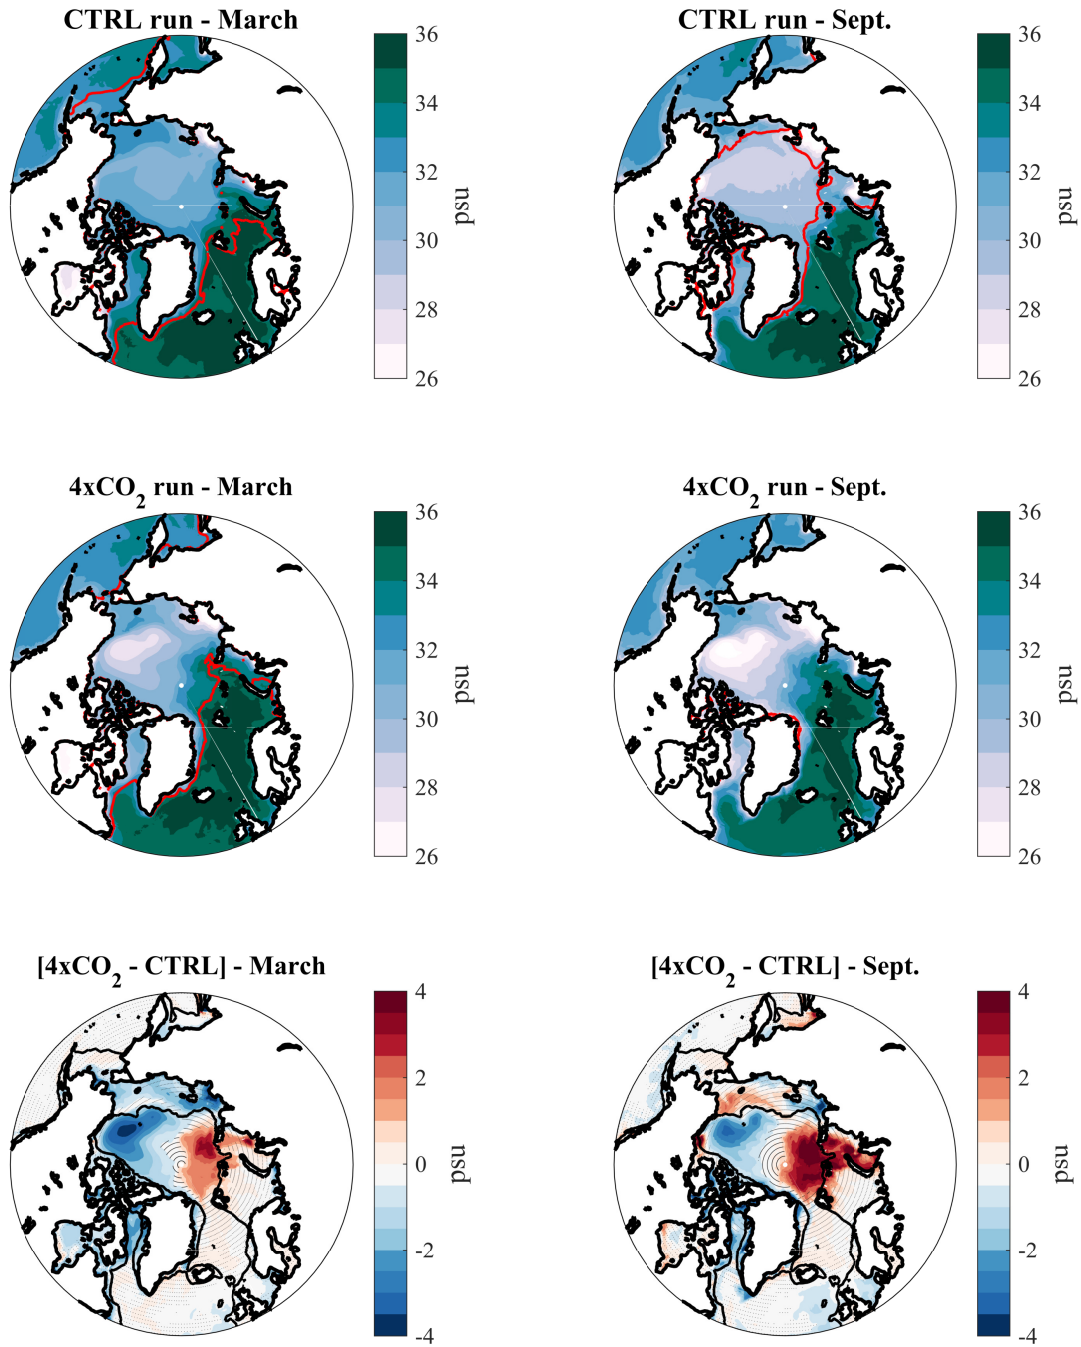 CTRL run - March
CTRL run - Sept.
36
34
32
30
28
26
psu
36
34
32
30
28
26
psu
4xCO2 run - March
4xCO2 run - Sept.
36
34
32
30
28
26
psu
36
34
32
30
28
26
psu
[4xCO2 - CTRL] - March
[4xCO2 - CTRL] - Sept.
4
2
0
-2
-4
psu
4
2
0
-2
-4
psu